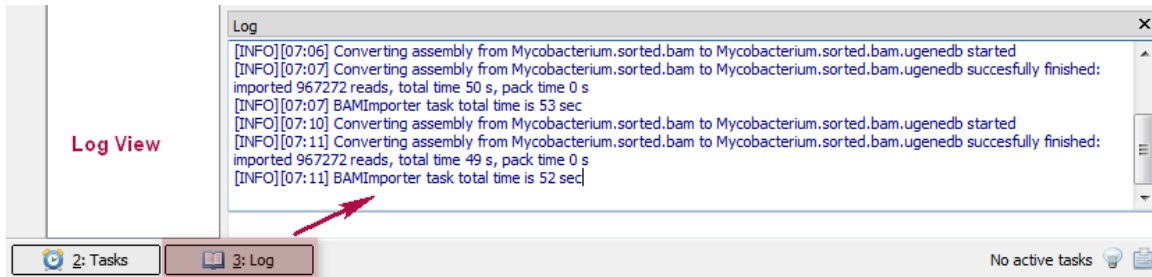 Log
[INFO][07:06] Converting assembly from Mycobacterium.sorted.bam to Mycobacterium.sorted.bam.ugenedb started
[INFO][07:07] Converting assembly from Mycobacterium.sorted.bam to Mycobacterium.sorted.bam.ugenedb succesfully finished:
imported 967272 reads, total time 50 s, pack time 0 s
[INFO][07:07] BAMImporter task total time is 53 sec
[INFO][07:10] Converting assembly from Mycobacterium.sorted.bam to Mycobacterium.sorted.bam.ugenedb started
[INFO][07:11] Converting assembly from Mycobacterium.sorted.bam to Mycobacterium.sorted.bam.ugenedb succesfully finished:
imported 967272 reads, total time 49 s, pack time 0 s
[INFO][07:11] BAMImporter task total time is 52 sec
Log View
2: Tasks
3: Log
No active tasks